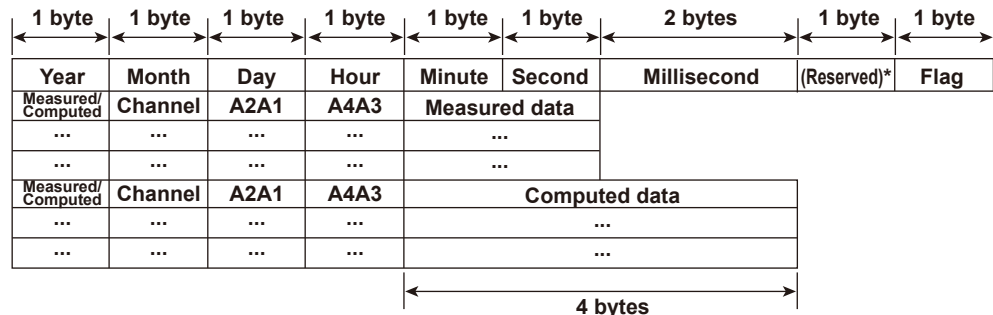 1 byte 1 byte 1 byte 1 byte 1 byte 1 byte 2 bytes 1 byte 1 byte
Year Month Day Hour Minute Second Millisecond (Reserved)* Flag
Measured/
Computed Channel A2A1 A4A3 Measured data
... ... ... ... ...
... ... ... ... ...
Measured/
Computed Channel A2A1 A4A3 Computed data
... ... ... ... ...
... ... ... ... ...
4 bytes